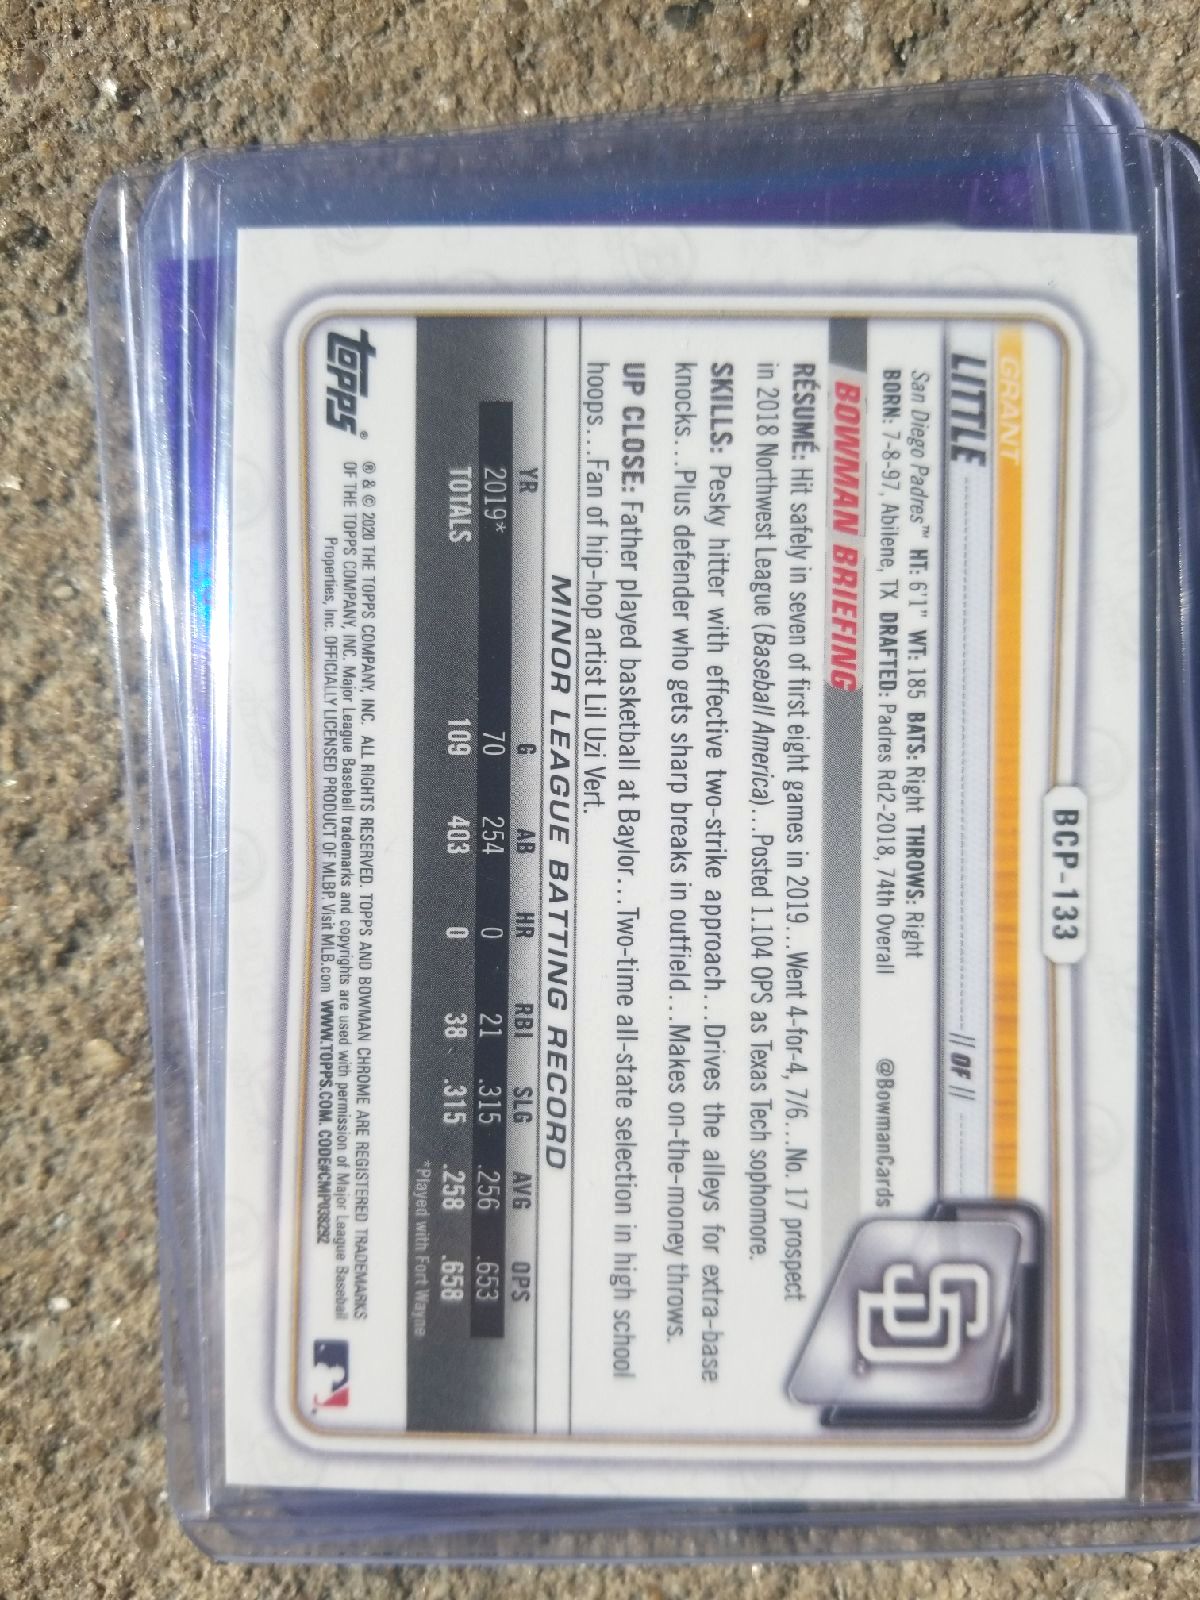 BCP-133
GRANT
LITTLE
|| OF ||
San Diego Padres™ HT: 6'1" WT: 185 BATS: Right THROWS: Right
BORN: 7-8-97, Abilene, TX DRAFTED: Padres Rd2-2018, 74th Overall @BowmanCards
SD
BOWMAN BRIEFING
RÉSUMÉ: Hit safely in seven of first eight games in 2019...Went 4-for-4, 7/6...No. 17 prospect
in 2018 Northwest League (Baseball America)...Posted 1.104 OPS as Texas Tech sophomore.
SKILLS: Pesky hitter with effective two-strike approach...Drives the alleys for extra-base
knocks...Plus defender who gets sharp breaks in outfield...Makes on-the-money throws.
UP CLOSE: Father played basketball at Baylor...Two-time all-state selection in high school
hoops...Fan of hip-hop artist Lil Uzi Vert.
MINOR LEAGUE BATTING RECORD
YR G AB HR RBI SLG AVG OPS
2019* 70 254 0 21 .315 .256 .653
TOTALS 109 403 0 38 .315 .258 .658
*Played with Fort Wayne
topps®
® & © 2020 THE TOPPS COMPANY, INC. ALL RIGHTS RESERVED. TOPPS AND BOWMAN CHROME ARE REGISTERED TRADEMARKS
OF THE TOPPS COMPANY, INC. Major League Baseball trademarks and copyrights are used with permission of Major League Baseball
Properties, Inc. OFFICIALLY LICENSED PRODUCT OF MLBP. Visit MLB.com WWW.TOPPS.COM. CODE#CMP038292